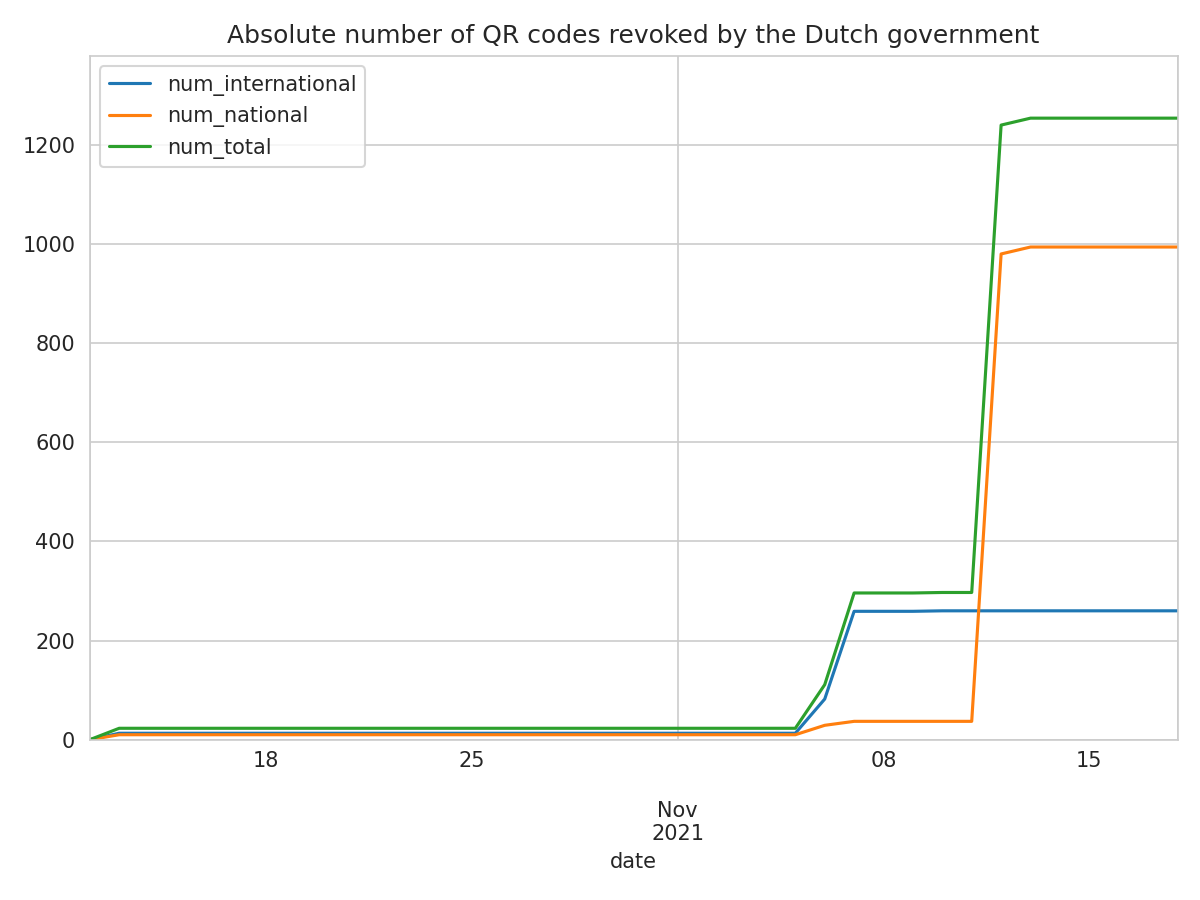 Absolute number of QR codes revoked by the Dutch government
num_international
num_national
num_total
1200
1000
800
600
400
200
0
18
25
08
15
Nov
2021
date